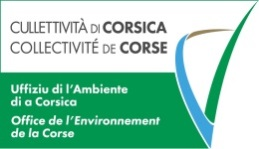 CULLETTIVITÀ DI CORSICA
COLLECTIVITÉ DE CORSE
Uffiziu di l'Ambiente
di a Corsica
Office de l'Environnement
de la Corse